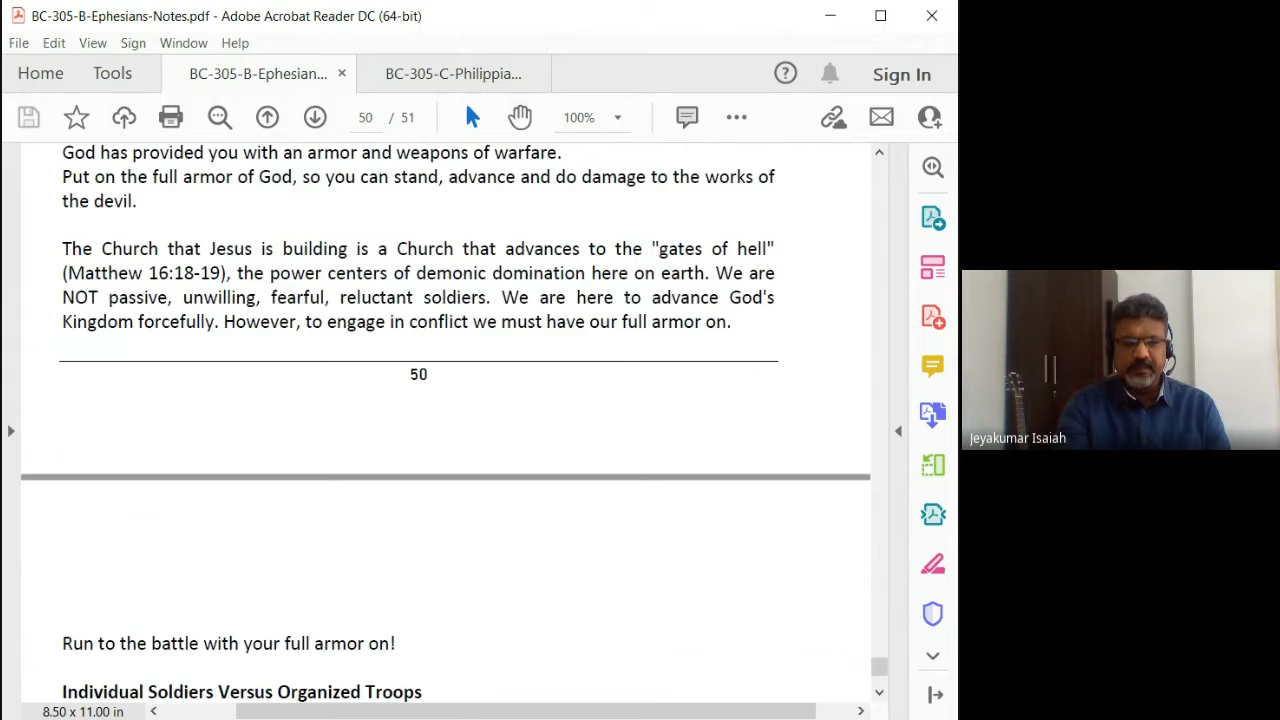 BC-305-B-Ephesians-Notes.pdf - Adobe Acrobat Reader DC (64-bit)
File Edit View Sign Window Help
Home Tools BC-305-B-Ephesian... × BC-305-C-Philippia... ? Sign In
50 / 51 100%
God has provided you with an armor and weapons of warfare.
Put on the full armor of God, so you can stand, advance and do damage to the works of
the devil.
The Church that Jesus is building is a Church that advances to the "gates of hell"
(Matthew 16:18-19), the power centers of demonic domination here on earth. We are
NOT passive, unwilling, fearful, reluctant soldiers. We are here to advance God's
Kingdom forcefully. However, to engage in conflict we must have our full armor on.
50
Jeyakumar Isaiah
Run to the battle with your full armor on!
Individual Soldiers Versus Organized Troops
8.50 x 11.00 in